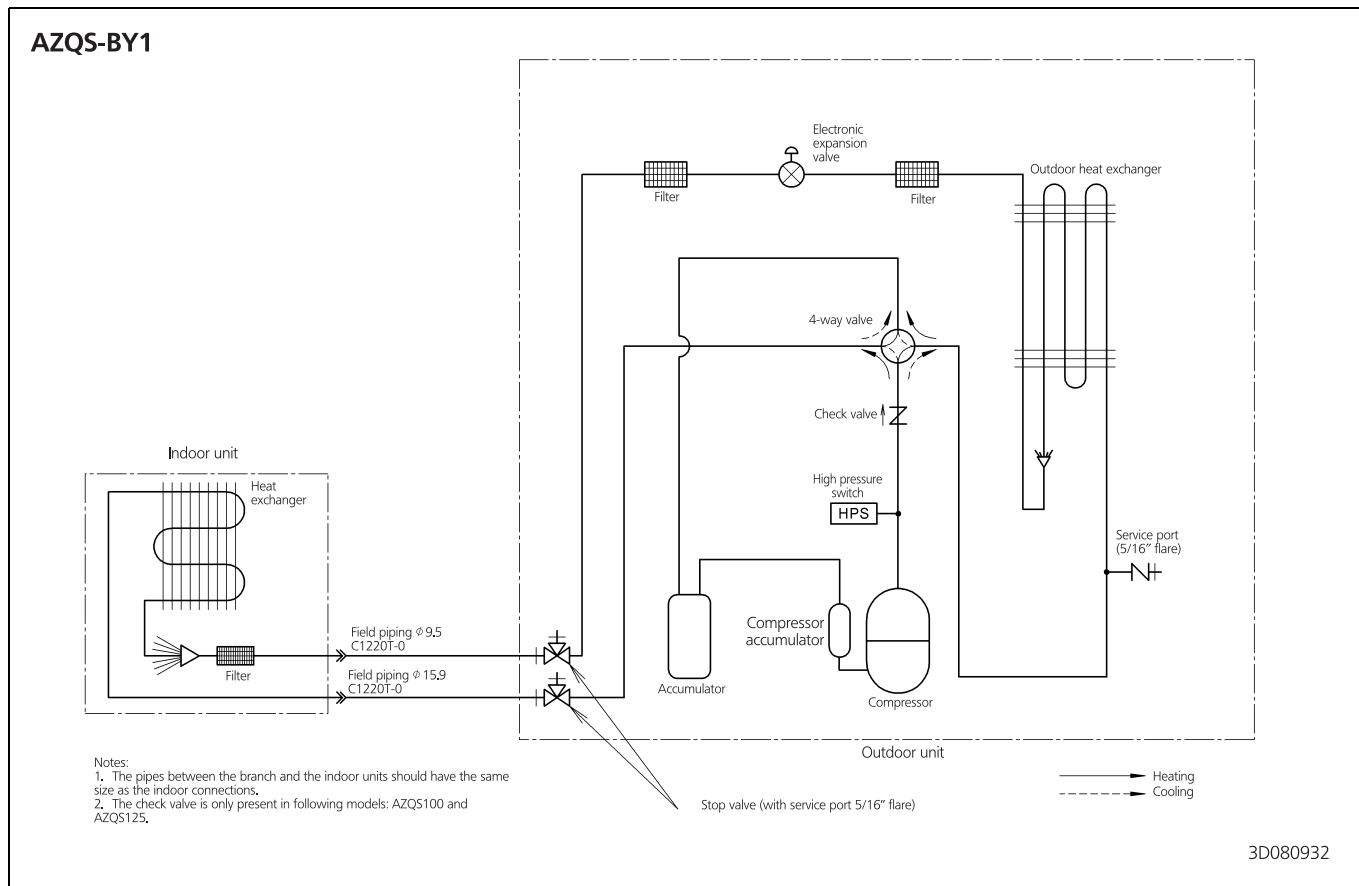 AZQS-BY1
Electronic
expansion
valve
Outdoor heat exchanger
Filter
Filter
4-way valve
Check valve
Indoor unit
Heat
exchanger
High pressure
switch
HPS
Service port
(5/16" flare)
Compressor
accumulator
Field piping φ 9.5
C1220T-0
Filter
Field piping φ 15.9
C1220T-0
Accumulator
Compressor
Outdoor unit
Notes:
1. The pipes between the branch and the indoor units should have the same
size as the indoor connections.
2. The check valve is only present in following models: AZQS100 and
AZQS125.
Stop valve (with service port 5/16" flare)
Heating
Cooling
3D080932